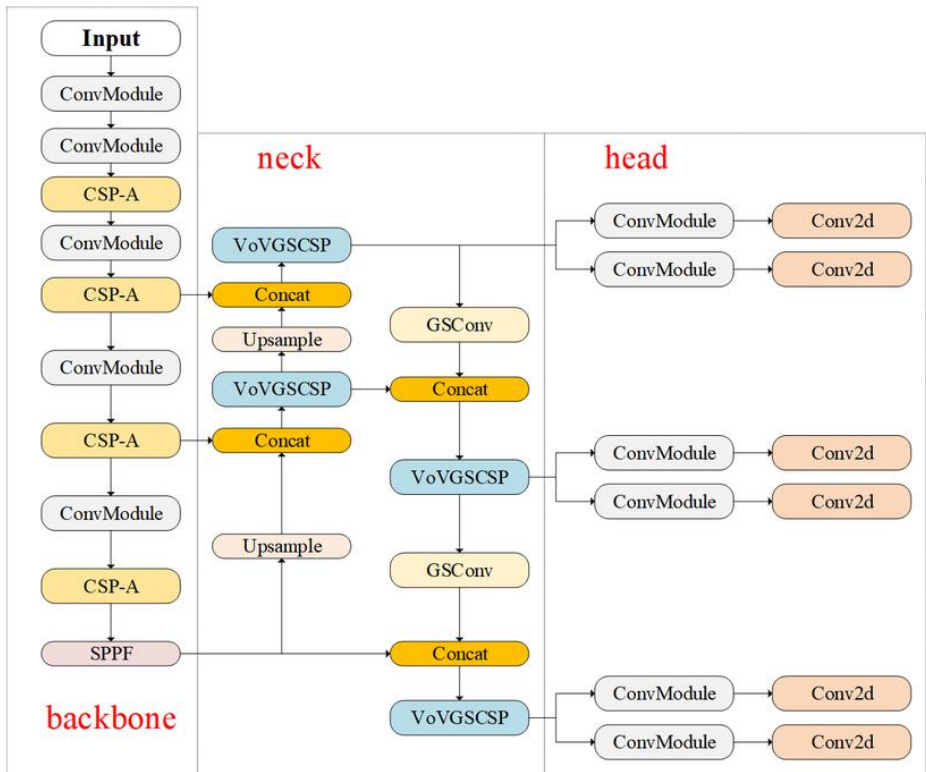 Input
ConvModule
ConvModule
CSP-A
ConvModule
CSP-A
ConvModule
CSP-A
ConvModule
CSP-A
SPPF
backbone
neck
VoVGSCSP
Concat
Upsample
VoVGSCSP
Concat
Upsample
GSConv
Concat
VoVGSCSP
GSConv
Concat
VoVGSCSP
head
ConvModule
Conv2d
ConvModule
Conv2d
ConvModule
Conv2d
ConvModule
Conv2d
ConvModule
Conv2d
ConvModule
Conv2d